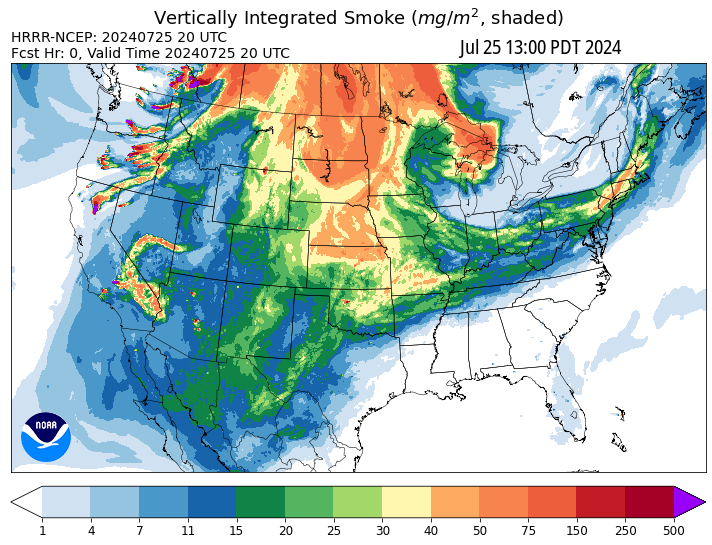 Vertically Integrated Smoke (mg/m², shaded)
HRRR-NCEP: 20240725 20 UTC
Fcst Hr: 0, Valid Time 20240725 20 UTC
Jul 25 13:00 PDT 2024
NOAA
1 4 7 11 15 20 25 30 40 50 75 150 250 500